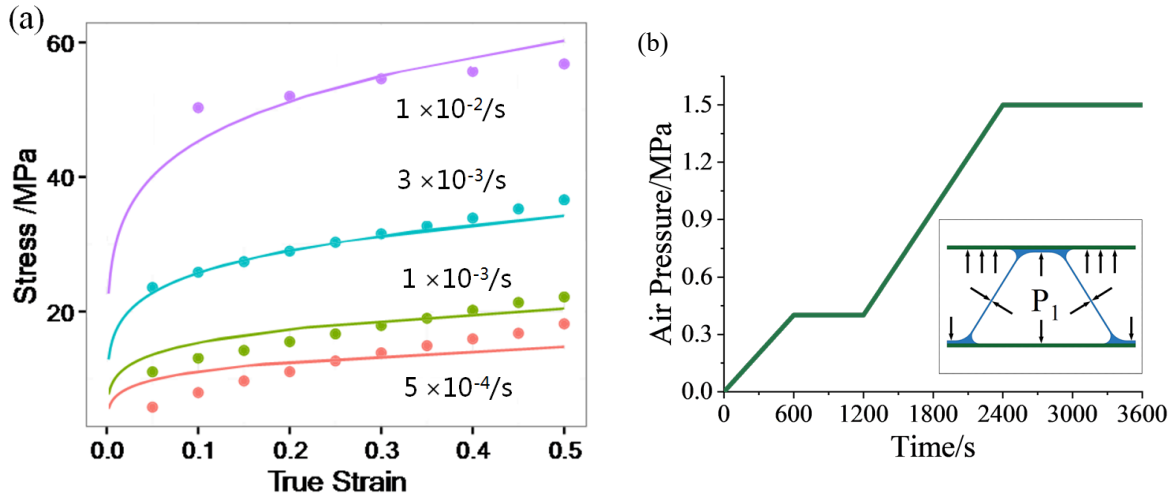 (a)
60
40
20
Stress /MPa
1 ×10⁻²/s
3 ×10⁻³/s
1 ×10⁻³/s
5 ×10⁻⁴/s
0.0 0.1 0.2 0.3 0.4 0.5
True Strain
(b)
1.5
1.2
0.9
0.6
0.3
0.0
Air Pressure/MPa
P₁
0 600 1200 1800 2400 3000 3600
Time/s